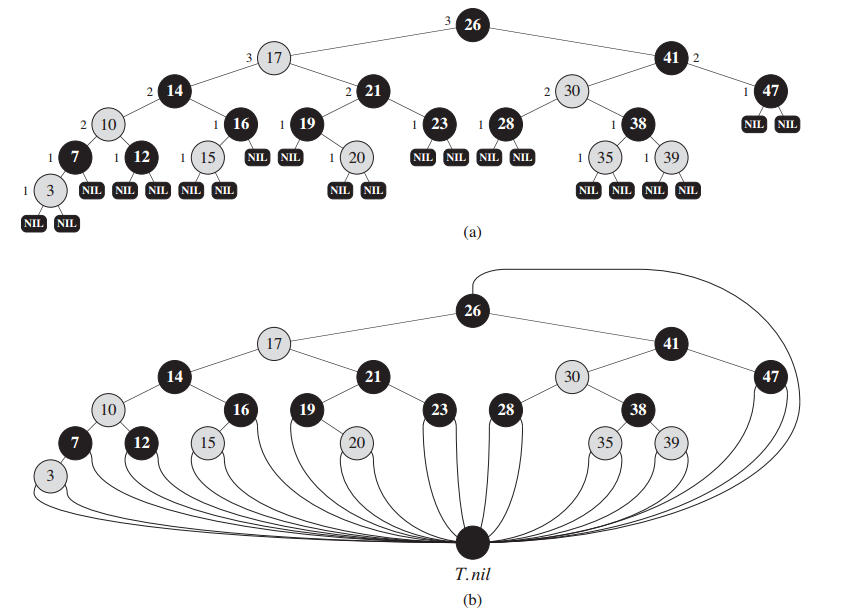 3 26
3 17 41 2
2 14 2 21 2 30 1 47
2 10 1 16 1 19 1 23 1 28 1 38 NIL NIL
1 7 1 12 1 15 NIL NIL 1 20 NIL NIL NIL NIL 1 35 1 39
1 3 NIL NIL NIL NIL NIL NIL NIL NIL NIL NIL NIL
NIL NIL
(a)
26
17 41
14 21 30 47
10 16 19 23 28 38
7 12 15 20 35 39
3
T.nil
(b)